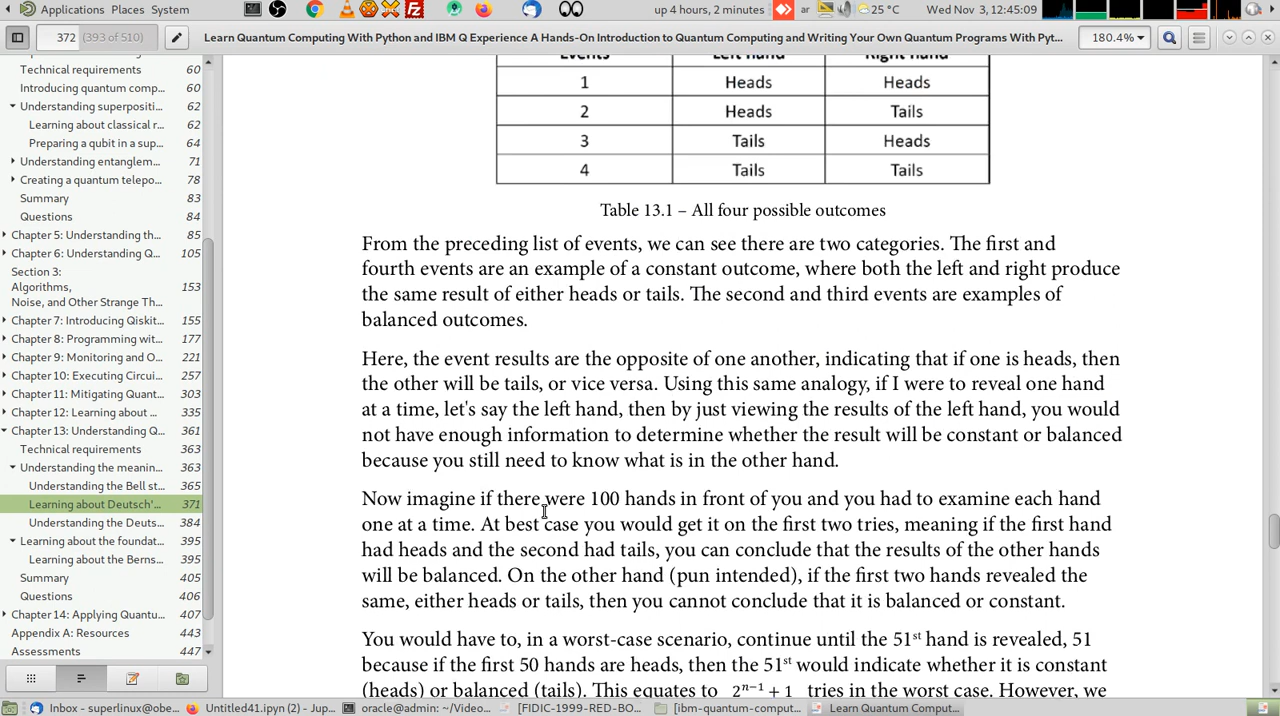 Places System
up 4 hours, 2 minutes
ar
25 °C
Wed Nov 3, 12:45:09
372
(393 of 510)
Learn Quantum Computing With Python and IBM Q Experience A Hands-On Introduction to Quantum Computing and Writing Your Own Quantum Programs With Pyt...
180.4%
Technical requirements 60
Introducing quantum comp... 60
Understanding superpositi... 62
Learning about classical r... 62
Preparing a qubit in a sup... 64
Understanding entanglem... 71
Creating a quantum telepo... 78
Summary 83
Questions 84
Chapter 5: Understanding th... 85
Chapter 6: Understanding Q... 105
Section 3:
Algorithms, 153
Noise, and Other Strange Th...
Chapter 7: Introducing Qiskit... 155
Chapter 8: Programming wit... 177
Chapter 9: Monitoring and O... 221
Chapter 10: Executing Circui... 257
Chapter 11: Mitigating Quant... 303
Chapter 12: Learning about ... 335
Chapter 13: Understanding Q... 361
Technical requirements 363
Understanding the meanin... 363
Understanding the Bell st... 365
Learning about Deutsch'... 371
Understanding the Deuts... 384
Learning about the foundat... 395
Learning about the Berns... 395
Summary 405
Questions 406
Chapter 14: Applying Quantu... 407
Appendix A: Resources 443
Assessments 447
Events Left hand Right hand
1 Heads Heads
2 Heads Tails
3 Tails Heads
4 Tails Tails
Table 13.1 – All four possible outcomes
From the preceding list of events, we can see there are two categories. The first and
fourth events are an example of a constant outcome, where both the left and right produce
the same result of either heads or tails. The second and third events are examples of
balanced outcomes.
Here, the event results are the opposite of one another, indicating that if one is heads, then
the other will be tails, or vice versa. Using this same analogy, if I were to reveal one hand
at a time, let's say the left hand, then by just viewing the results of the left hand, you would
not have enough information to determine whether the result will be constant or balanced
because you still need to know what is in the other hand.
Now imagine if there were 100 hands in front of you and you had to examine each hand
one at a time. At best case you would get it on the first two tries, meaning if the first hand
had heads and the second had tails, you can conclude that the results of the other hands
will be balanced. On the other hand (pun intended), if the first two hands revealed the
same, either heads or tails, then you cannot conclude that it is balanced or constant.
You would have to, in a worst-case scenario, continue until the 51st hand is revealed, 51
because if the first 50 hands are heads, then the 51st would indicate whether it is constant
(heads) or balanced (tails). This equates to 2ⁿ⁻¹ + 1 tries in the worst case. However, we
Inbox - superlinux@obe...
Untitled41.ipynb (2) - Jup...
oracle@admin: ~/Video...
[FIDIC-1999-RED-BO...
[ibm-quantum-comput...
Learn Quantum Comput...